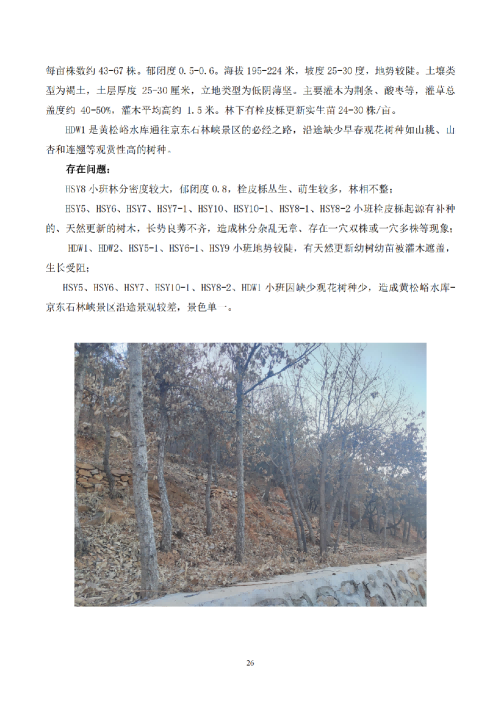 每亩株数约 43-67 株。郁闭度 0.5-0.6。海拔 195-224 米，坡度 25-30 度，地势较陡。土壤类
型为褐土，土层厚度 25-30 厘米，立地类型为低阴薄坚。主要灌木为荆条、酸枣等，灌草总
盖度约 40-50%，灌木平均高约 1.5 米。林下有栓皮栎更新实生苗 24-30 株/亩。
HDW1 是黄松峪水库通往京东石林峡景区的必经之路，沿途缺少早春观花树种如山桃、山
杏和连翘等观赏性高的树种。
存在问题：
HSY8 小班林分密度较大，郁闭度 0.8，栓皮栎丛生、萌生较多，林相不整；
HSY5、HSY6、HSY7、HSY7-1、HSY10、HSY10-1、HSY8-1、HSY8-2 小班栓皮栎起源有补种
的、天然更新的树木，长势良莠不齐，造成林分杂乱无章、存在一穴双株或一穴多株等现象；
HDW1、HDW2、HSY5-1、HSY6-1、HSY9 小班地势较陡，有天然更新幼树幼苗被灌木遮盖，
生长受阻；
HSY5、HSY6、HSY7、HSY10-1、HSY8-2、HDW1 小班因缺少观花树种少，造成黄松峪水库-
京东石林峡景区沿途景观较差，景色单一。
26